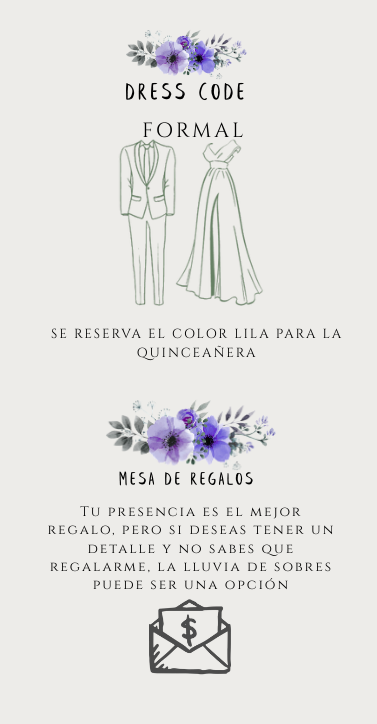 DRESS CODE
FORMAL
SE RESERVA EL COLOR LILA PARA LA
QUINCEAÑERA
MESA DE REGALOS
Tu presencia es el mejor
regalo, pero si deseas tener un
detalle y no sabes que
regalarme, la lluvia de sobres
puede ser una opción
$